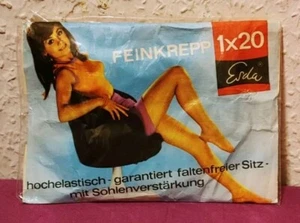 FEINKREPP 1x20
Esda
hochelastisch - garantiert faltenfreier Sitz -
mit Sohlenverstärkung